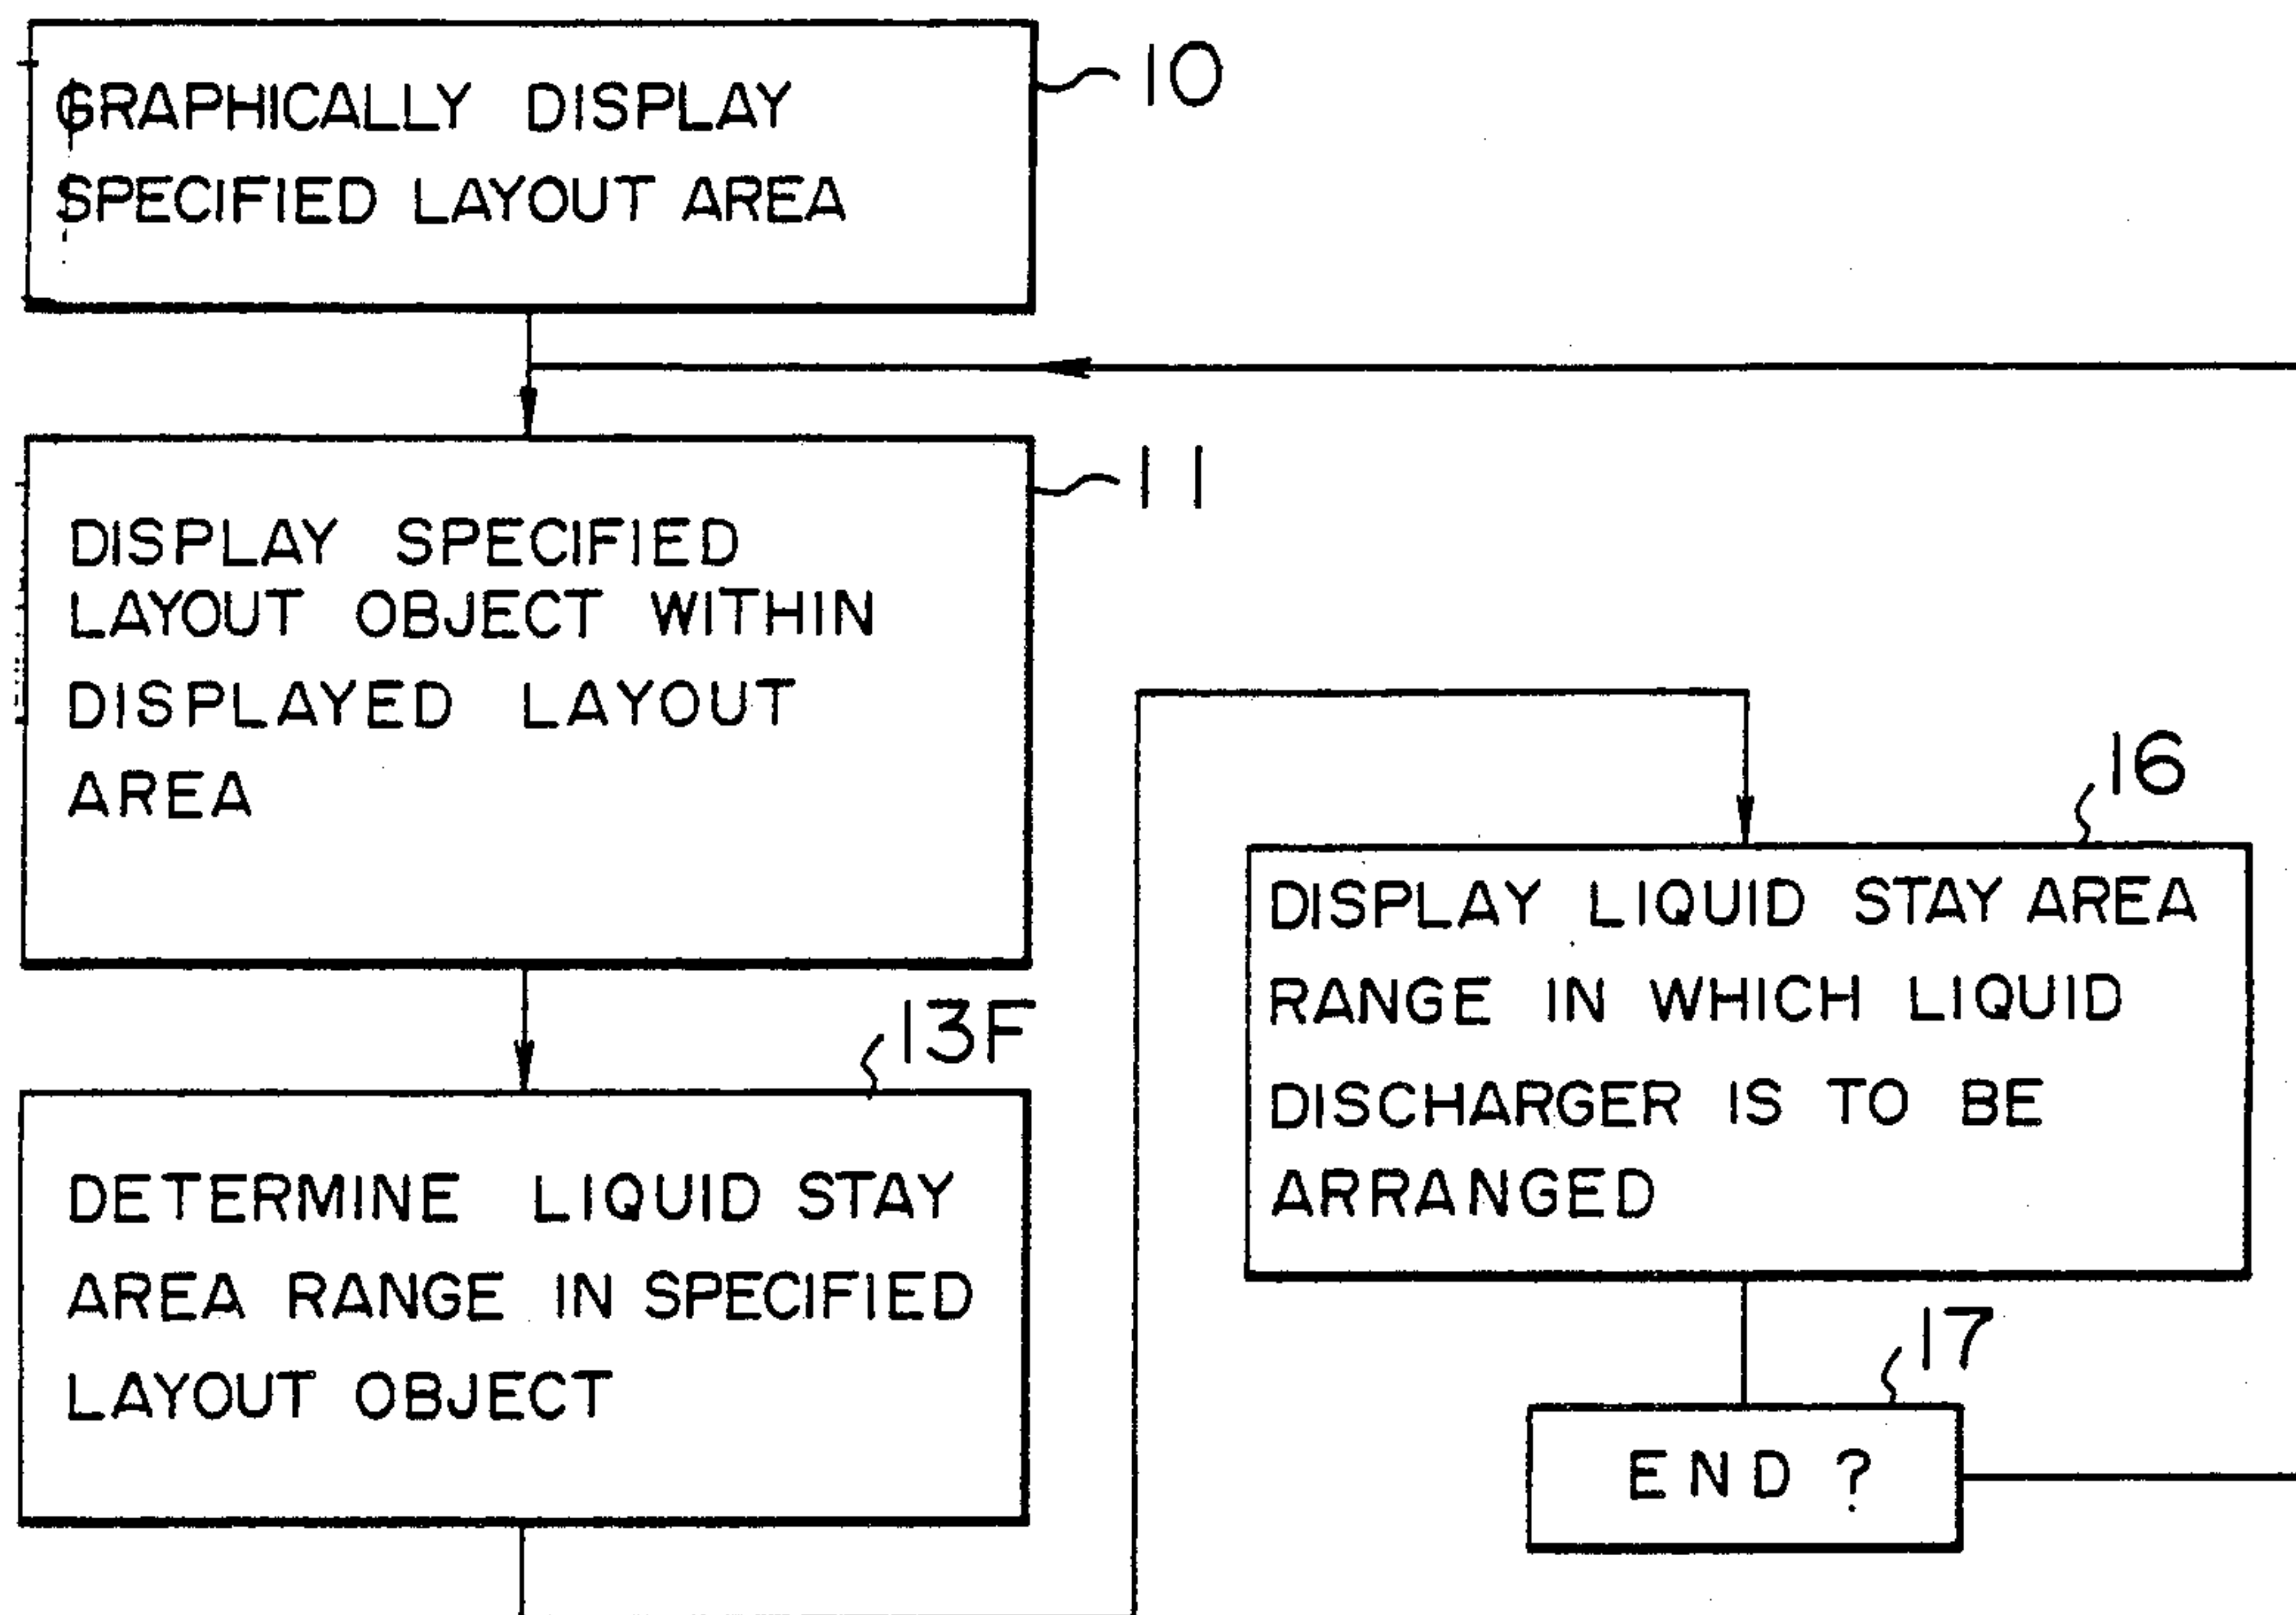 GRAPHICALLY DISPLAY
SPECIFIED LAYOUT AREA
10
DISPLAY SPECIFIED
LAYOUT OBJECT WITHIN
DISPLAYED LAYOUT
AREA
11
DETERMINE LIQUID STAY
AREA RANGE IN SPECIFIED
LAYOUT OBJECT
13F
DISPLAY LIQUID STAY AREA
RANGE IN WHICH LIQUID
DISCHARGER IS TO BE
ARRANGED
16
END ?
17